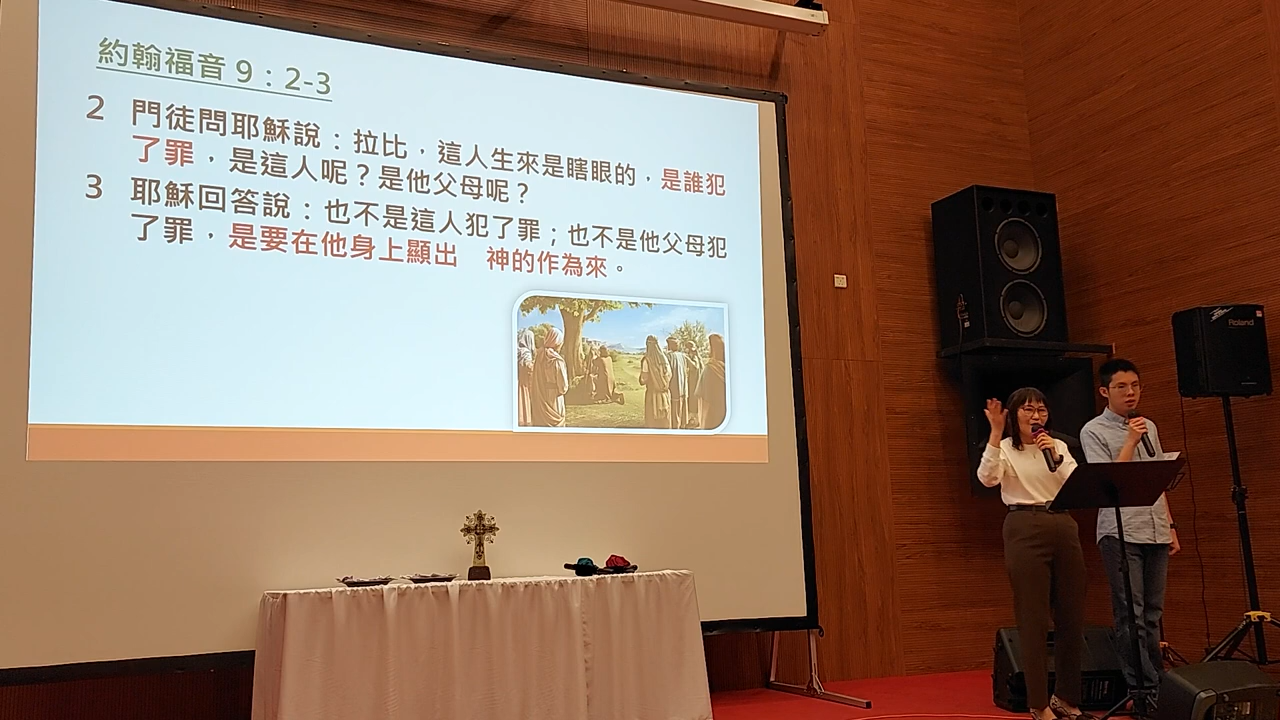 約翰福音 9：2-3
2 門徒問耶穌說：拉比，這人生來是瞎眼的，是誰犯
了罪，是這人呢？是他父母呢？
3 耶穌回答說：也不是這人犯了罪；也不是他父母犯
了罪，是要在他身上顯出　神的作為來。
Roland